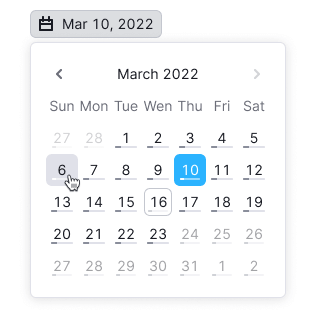 Mar 10, 2022
March 2022
Sun Mon Tue Wen Thu Fri Sat
27 28 1 2 3 4 5
6 7 8 9 10 11 12
13 14 15 16 17 18 19
20 21 22 23 24 25 26
27 28 29 30 31 1 2